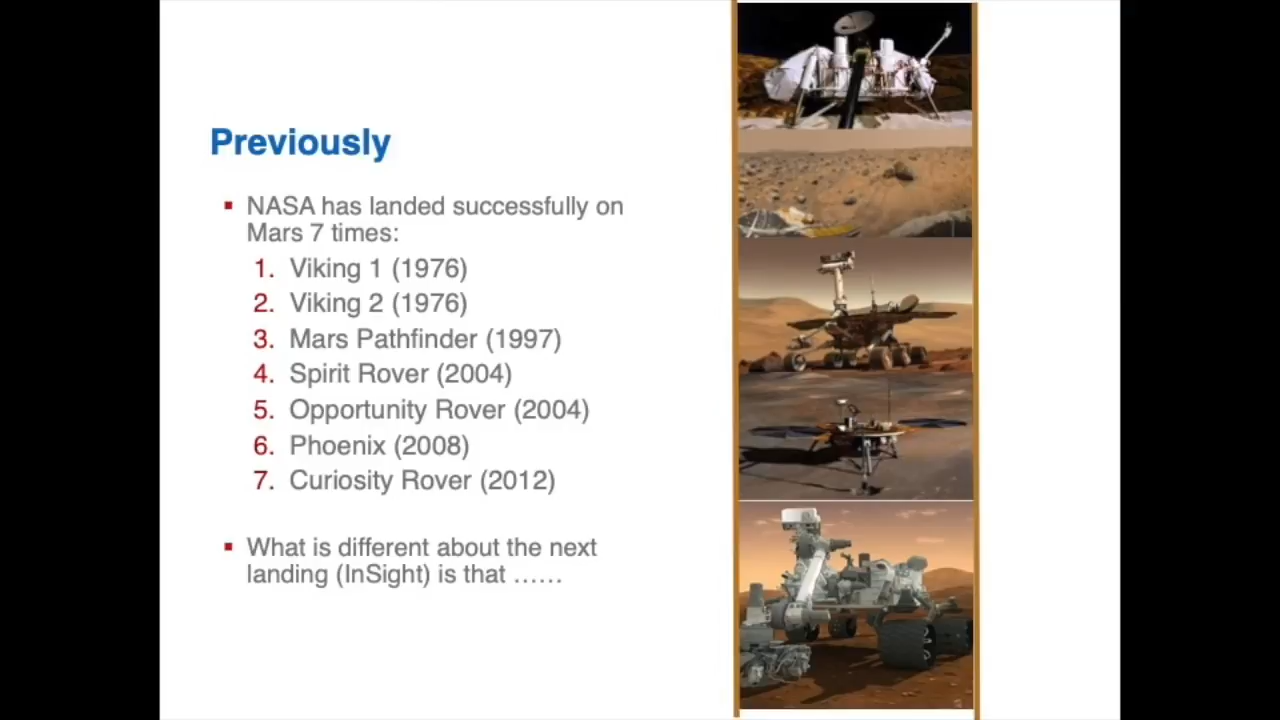 Previously
▪ NASA has landed successfully on
Mars 7 times:
1. Viking 1 (1976)
2. Viking 2 (1976)
3. Mars Pathfinder (1997)
4. Spirit Rover (2004)
5. Opportunity Rover (2004)
6. Phoenix (2008)
7. Curiosity Rover (2012)
▪ What is different about the next
landing (InSight) is that ……